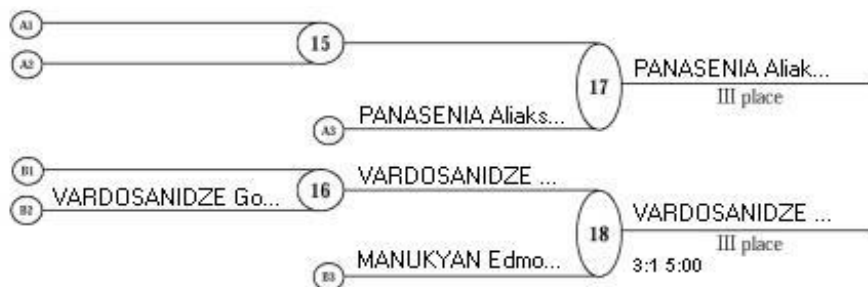 A1
15
A2
17
PANASENIA Aliak...
III place
A3
PANASENIA Aliaks...
B1
16
VARDOSANIDZE ...
B2
VARDOSANIDZE Go...
18
VARDOSANIDZE ...
III place
B3
MANUKYAN Edmo...
3:1 5:00